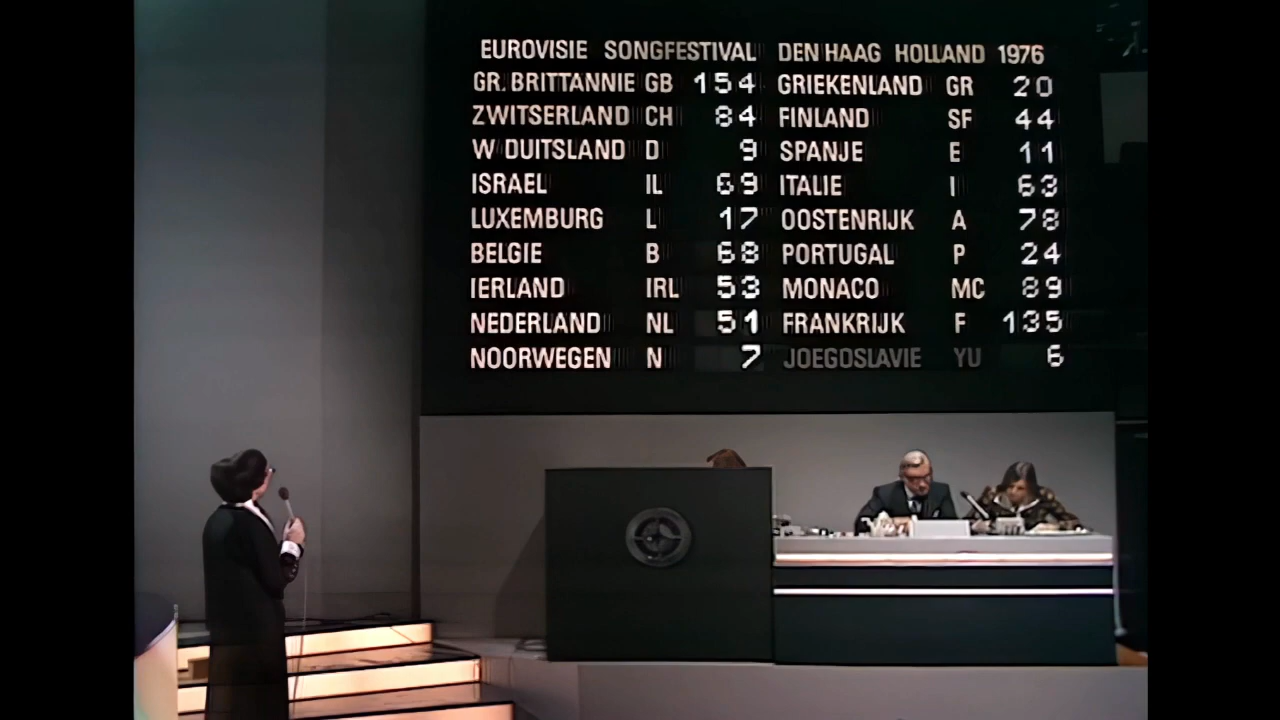 EUROVISIE SONGFESTIVAL DEN HAAG HOLLAND 1976
GR. BRITTANNIE GB 154 GRIEKENLAND GR 20
ZWITSERLAND CH 84 FINLAND SF 44
W DUITSLAND D 9 SPANJE E 11
ISRAEL IL 69 ITALIE I 63
LUXEMBURG L 17 OOSTENRIJK A 78
BELGIE B 68 PORTUGAL P 24
IERLAND IRL 53 MONACO MC 89
NEDERLAND NL 51 FRANKRIJK F 135
NOORWEGEN N 7 JOEGOSLAVIE YU 6